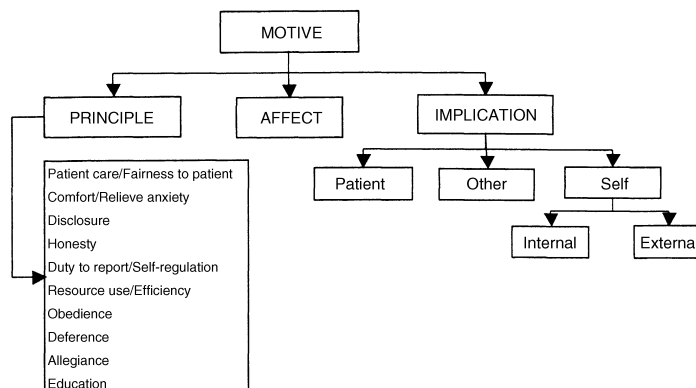 MOTIVE
PRINCIPLE
AFFECT
IMPLICATION
Patient
Other
Self
Internal
Externa
Patient care/Fairness to patient
Comfort/Relieve anxiety
Disclosure
Honesty
Duty to report/Self-regulation
Resource use/Efficiency
Obedience
Deference
Allegiance
Education